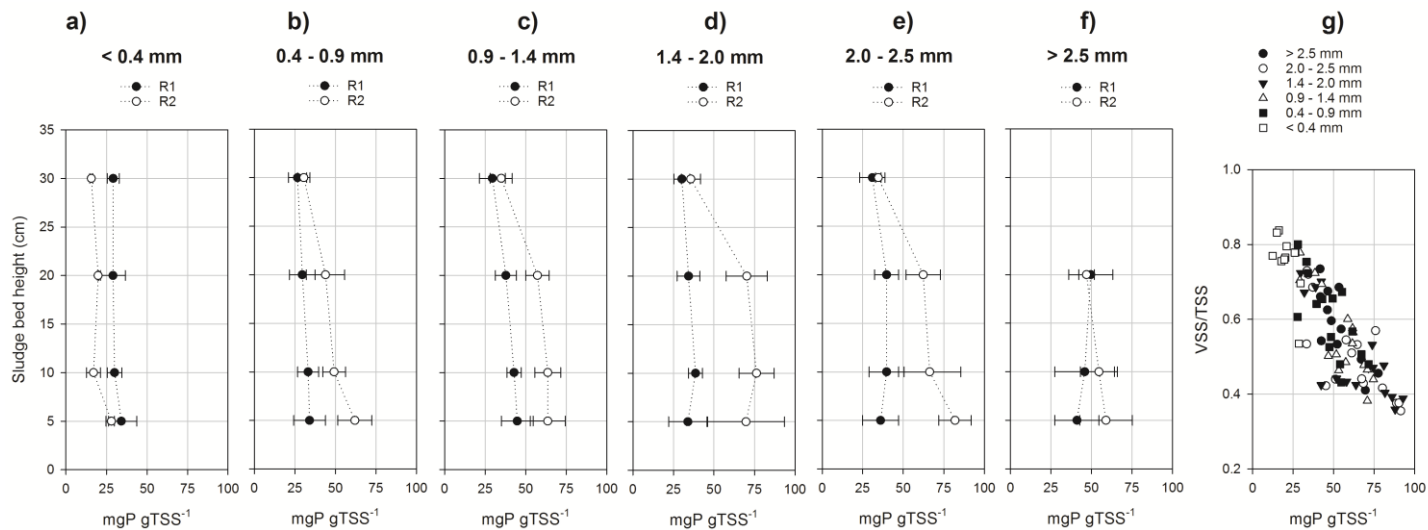 a)
b)
c)
d)
e)
f)
g)
< 0.4 mm
0.4 - 0.9 mm
0.9 - 1.4 mm
1.4 - 2.0 mm
2.0 - 2.5 mm
> 2.5 mm
R1
R2
R1
R2
R1
R2
R1
R2
R1
R2
R1
R2
> 2.5 mm
2.0 - 2.5 mm
1.4 - 2.0 mm
0.9 - 1.4 mm
0.4 - 0.9 mm
< 0.4 mm
Sludge bed height (cm)
35
30
25
20
15
10
5
0
0 25 50 75 100
mgP gTSS⁻¹
0 25 50 75 100
mgP gTSS⁻¹
0 25 50 75 100
mgP gTSS⁻¹
0 25 50 75 100
mgP gTSS⁻¹
0 25 50 75 100
mgP gTSS⁻¹
0 25 50 75 100
mgP gTSS⁻¹
VSS/TSS
1.0
0.8
0.6
0.4
0.2
0 25 50 75 100
mgP gTSS⁻¹